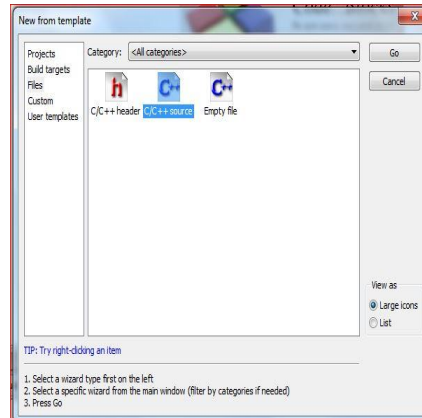 New from template
Projects
Build targets
Files
Custom
User templates
Category: <All categories>
Go
Cancel
C/C++ header C/C++ source Empty file
View as
Large icons
List
TIP: Try right-clicking an item
1. Select a wizard type first on the left
2. Select a specific wizard from the main window (filter by categories if needed)
3. Press Go